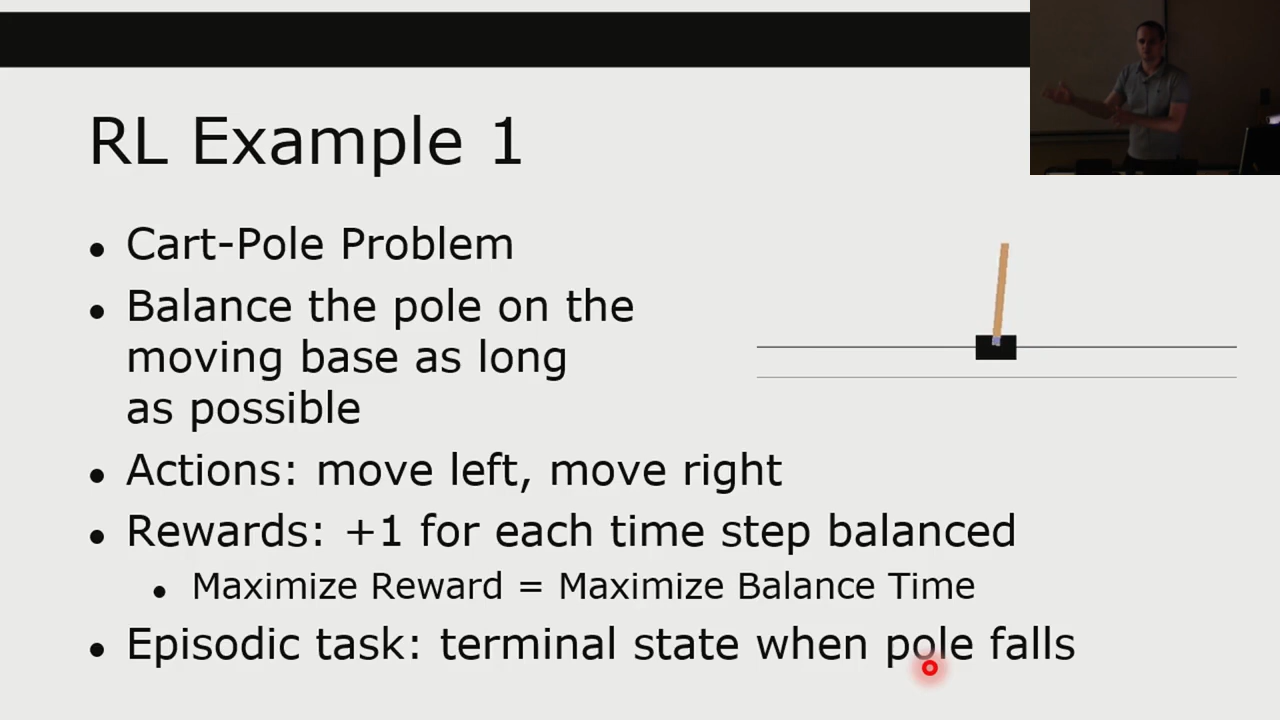 RL Example 1
• Cart-Pole Problem
• Balance the pole on the
moving base as long
as possible
• Actions: move left, move right
• Rewards: +1 for each time step balanced
• Maximize Reward = Maximize Balance Time
• Episodic task: terminal state when pole falls